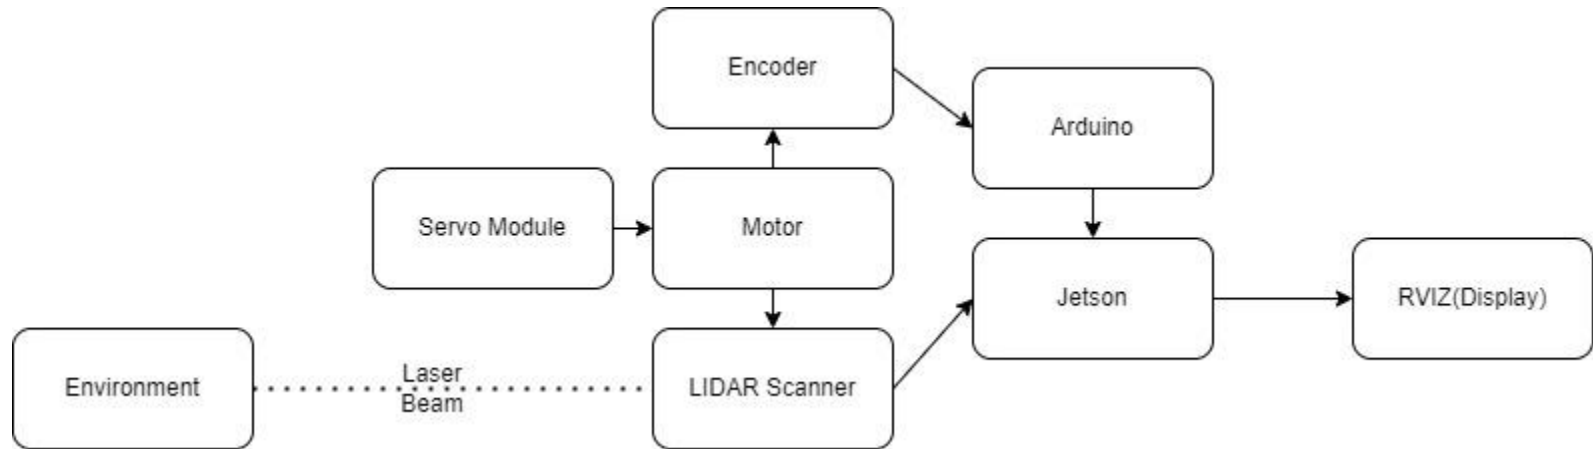 Encoder
Arduino
Servo Module
Motor
Jetson
RVIZ(Display)
Environment
Laser
Beam
LIDAR Scanner